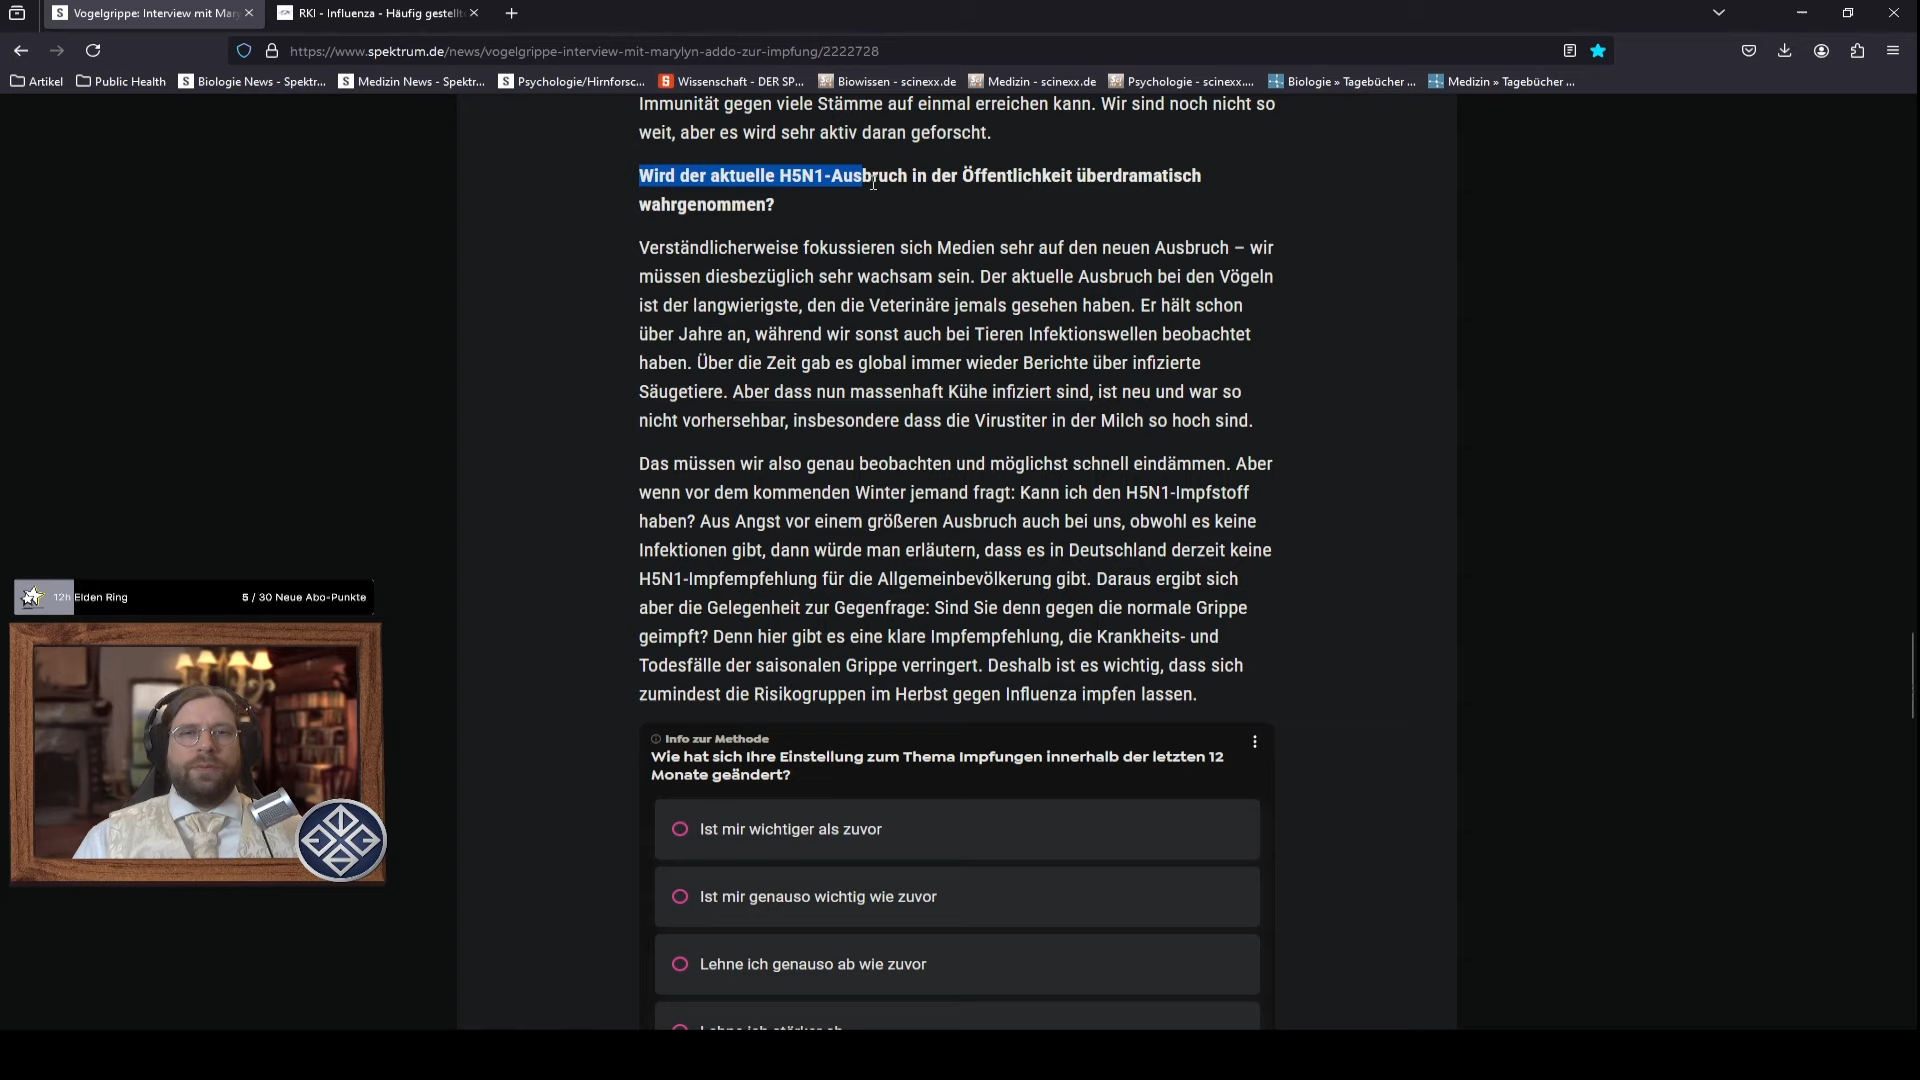 Vogelgrippe: Interview mit Mar
RKI - Influenza - Häufig gestellt
https://www.spektrum.de/news/vogelgrippe-interview-mit-marylyn-addo-zur-impfung/2222728
Artikel
Public Health
Biologie News - Spektr...
Medizin News - Spektr...
Psychologie/Hirnforsc...
Wissenschaft - DER SP...
Biowissen - scinexx.de
Medizin - scinexx.de
Psychologie - scinexx....
Biologie » Tagebücher ...
Medizin » Tagebücher ...
Immunität gegen viele Stämme auf einmal erreichen kann. Wir sind noch nicht so
weit, aber es wird sehr aktiv daran geforscht.
Wird der aktuelle H5N1-Ausbruch in der Öffentlichkeit überdramatisch
wahrgenommen?
Verständlicherweise fokussieren sich Medien sehr auf den neuen Ausbruch – wir
müssen diesbezüglich sehr wachsam sein. Der aktuelle Ausbruch bei den Vögeln
ist der langwierigste, den die Veterinäre jemals gesehen haben. Er hält schon
über Jahre an, während wir sonst auch bei Tieren Infektionswellen beobachtet
haben. Über die Zeit gab es global immer wieder Berichte über infizierte
Säugetiere. Aber dass nun massenhaft Kühe infiziert sind, ist neu und war so
nicht vorhersehbar, insbesondere dass die Virustiter in der Milch so hoch sind.
Das müssen wir also genau beobachten und möglichst schnell eindämmen. Aber
wenn vor dem kommenden Winter jemand fragt: Kann ich den H5N1-Impfstoff
haben? Aus Angst vor einem größeren Ausbruch auch bei uns, obwohl es keine
Infektionen gibt, dann würde man erläutern, dass es in Deutschland derzeit keine
H5N1-Impfempfehlung für die Allgemeinbevölkerung gibt. Daraus ergibt sich
aber die Gelegenheit zur Gegenfrage: Sind Sie denn gegen die normale Grippe
geimpft? Denn hier gibt es eine klare Impfempfehlung, die Krankheits- und
Todesfälle der saisonalen Grippe verringert. Deshalb ist es wichtig, dass sich
zumindest die Risikogruppen im Herbst gegen Influenza impfen lassen.
12h Elden Ring
5 / 30 Neue Abo-Punkte
Info zur Methode
Wie hat sich Ihre Einstellung zum Thema Impfungen innerhalb der letzten 12
Monate geändert?
Ist mir wichtiger als zuvor
Ist mir genauso wichtig wie zuvor
Lehne ich genauso ab wie zuvor
Lehne ich stärker ab